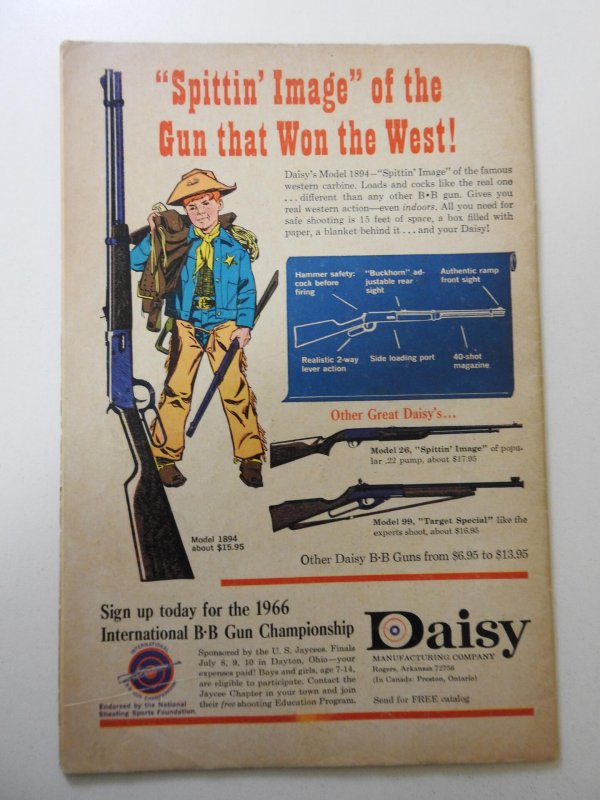 "Spittin' Image" of the
Gun that Won the West!
Daisy's Model 1894—"Spittin' Image" of the famous
western carbine. Loads and cocks like the real one
... different than any other B•B gun. Gives you
real western action—even indoors. All you need for
safe shooting is 15 feet of space, a box filled with
paper, a blanket behind it ... and your Daisy!
Hammer safety:
cock before
firing
"Buckhorn" ad-
justable rear
sight
Authentic ramp
front sight
Realistic 2-way
lever action
Side loading port
40-shot
magazine
Other Great Daisy's...
Model 26, "Spittin' Image" of popu-
lar .22 pump, about $17.95
Model 99, "Target Special" like the
experts shoot, about $16.95
Model 1894
about $15.95
Other Daisy B•B Guns from $6.95 to $13.95
Sign up today for the 1966
International B•B Gun Championship
Sponsored by the U. S. Jaycees. Finals
July 8, 9, 10 in Dayton, Ohio—your
expenses paid! Boys and girls, age 7-14,
are eligible to participate. Contact the
Jaycee Chapter in your town and join
their free shooting Education Program.
INTERNATIONAL
Endorsed by the National
Shooting Sports Foundation
Daisy
MANUFACTURING COMPANY
Rogers, Arkansas 72756
(In Canada: Preston, Ontario)
Send for FREE catalog